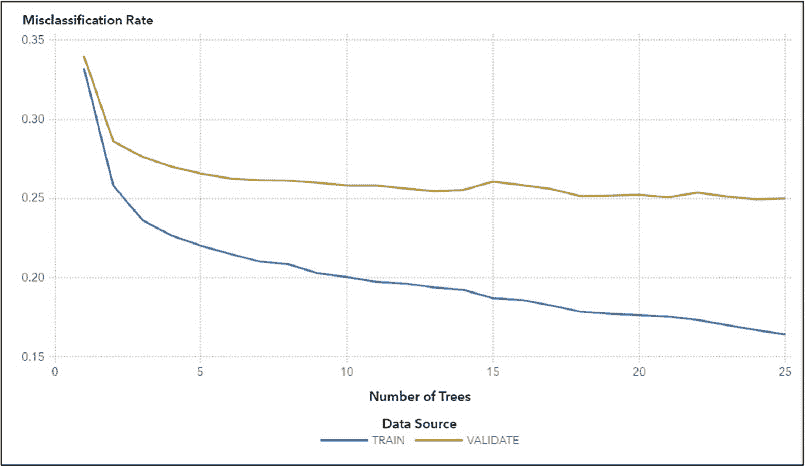 Misclassification Rate
0.35
0.30
0.25
0.20
0.15
0 5 10 15 20 25
Number of Trees
Data Source
TRAIN VALIDATE